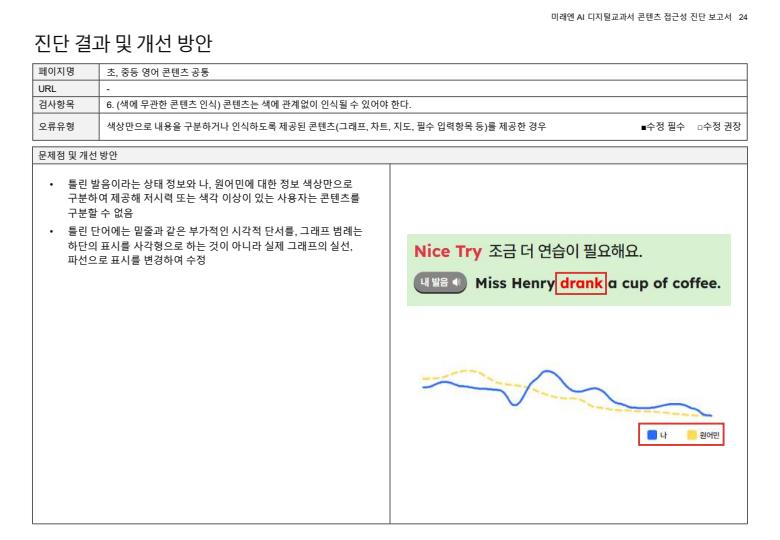 미래엔 AI 디지털교과서 콘텐츠 접근성 진단 보고서 24
진단 결과 및 개선 방안
페이지명 초, 중등 영어 콘텐츠 공통
URL -
검사항목 6. (색에 무관한 콘텐츠 인식) 콘텐츠는 색에 관계없이 인식될 수 있어야 한다.
오류유형 색상만으로 내용을 구분하거나 인식하도록 제공된 콘텐츠(그래프, 차트, 지도, 필수 입력항목 등)를 제공한 경우 ■수정 필수 □수정 권장
문제점 및 개선 방안
• 틀린 발음이라는 상태 정보와 나, 원어민에 대한 정보 색상만으로
구분하여 제공해 저시력 또는 색각 이상이 있는 사용자는 콘텐츠를
구분할 수 없음
• 틀린 단어에는 밑줄과 같은 부가적인 시각적 단서를, 그래프 범례는
하단의 표시를 사각형으로 하는 것이 아니라 실제 그래프의 실선,
파선으로 표시를 변경하여 수정
Nice Try 조금 더 연습이 필요해요.
내 발음 Miss Henry drank a cup of coffee.
나 원어민